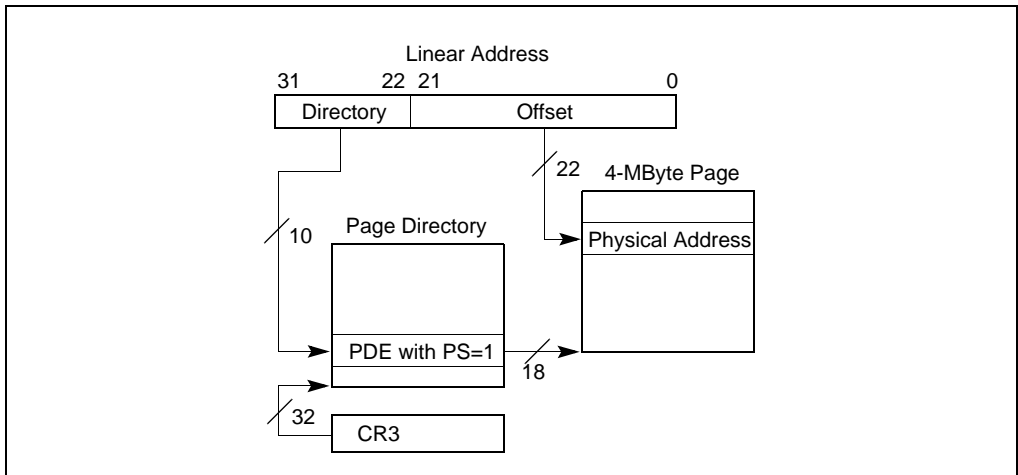 Linear Address
31 22 21 0
Directory Offset
22
4-MByte Page
10
Page Directory
Physical Address
PDE with PS=1
18
32
CR3